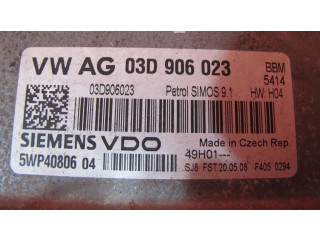 VW AG 03D 906 023 BBM
5414
03D906023 Petrol SIMOS 9.1 HW: H04
SIEMENS VDO Made in Czech Rep.
49H01---
5WP40806 04 SJ8 FST 20.05.08 F405 0294